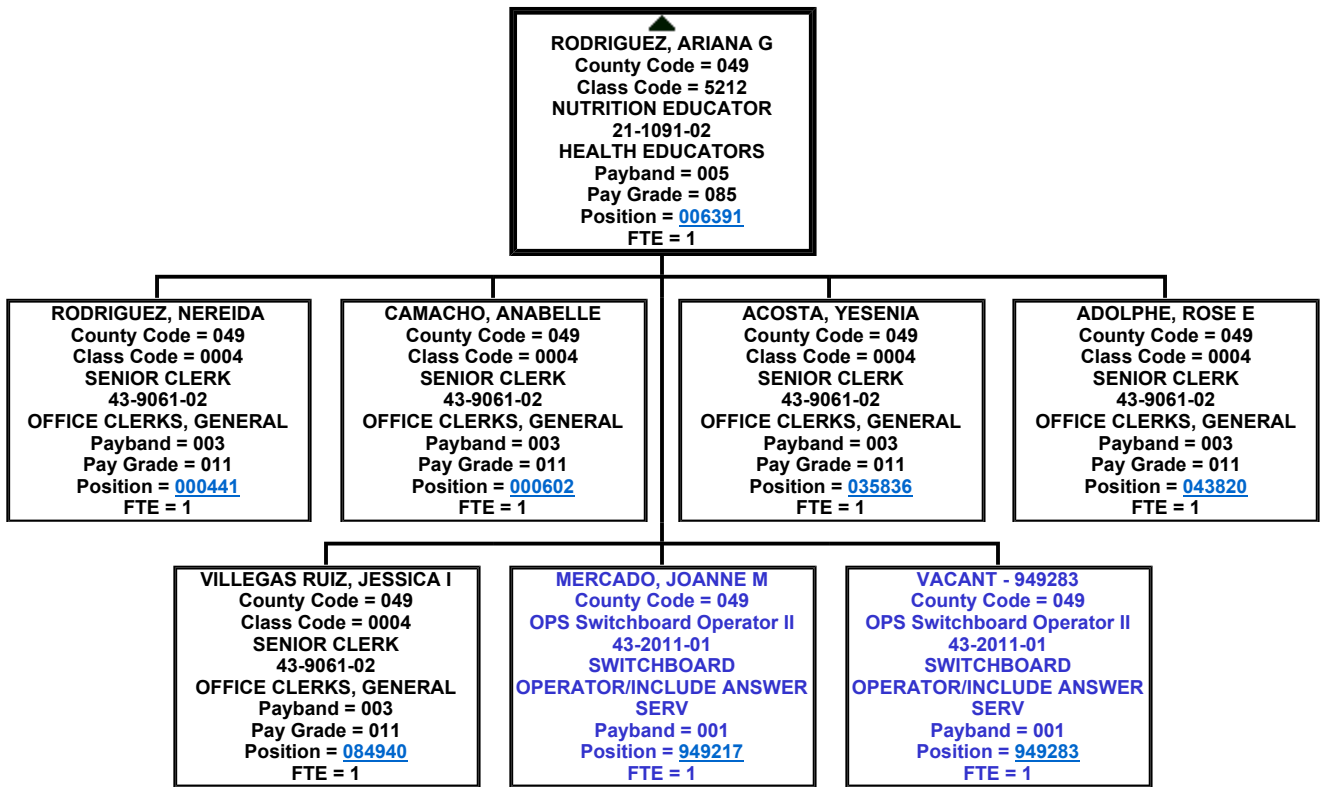 RODRIGUEZ, ARIANA G
County Code = 049
Class Code = 5212
NUTRITION EDUCATOR
21-1091-02
HEALTH EDUCATORS
Payband = 005
Pay Grade = 085
Position = 006391
FTE = 1
RODRIGUEZ, NEREIDA
County Code = 049
Class Code = 0004
SENIOR CLERK
43-9061-02
OFFICE CLERKS, GENERAL
Payband = 003
Pay Grade = 011
Position = 000441
FTE = 1
CAMACHO, ANABELLE
County Code = 049
Class Code = 0004
SENIOR CLERK
43-9061-02
OFFICE CLERKS, GENERAL
Payband = 003
Pay Grade = 011
Position = 000602
FTE = 1
ACOSTA, YESENIA
County Code = 049
Class Code = 0004
SENIOR CLERK
43-9061-02
OFFICE CLERKS, GENERAL
Payband = 003
Pay Grade = 011
Position = 035836
FTE = 1
ADOLPHE, ROSE E
County Code = 049
Class Code = 0004
SENIOR CLERK
43-9061-02
OFFICE CLERKS, GENERAL
Payband = 003
Pay Grade = 011
Position = 043820
FTE = 1
VILLEGAS RUIZ, JESSICA I
County Code = 049
Class Code = 0004
SENIOR CLERK
43-9061-02
OFFICE CLERKS, GENERAL
Payband = 003
Pay Grade = 011
Position = 084940
FTE = 1
MERCADO, JOANNE M
County Code = 049
OPS Switchboard Operator II
43-2011-01
SWITCHBOARD
OPERATOR/INCLUDE ANSWER
SERV
Payband = 001
Position = 949217
FTE = 1
VACANT - 949283
County Code = 049
OPS Switchboard Operator II
43-2011-01
SWITCHBOARD
OPERATOR/INCLUDE ANSWER
SERV
Payband = 001
Position = 949283
FTE = 1